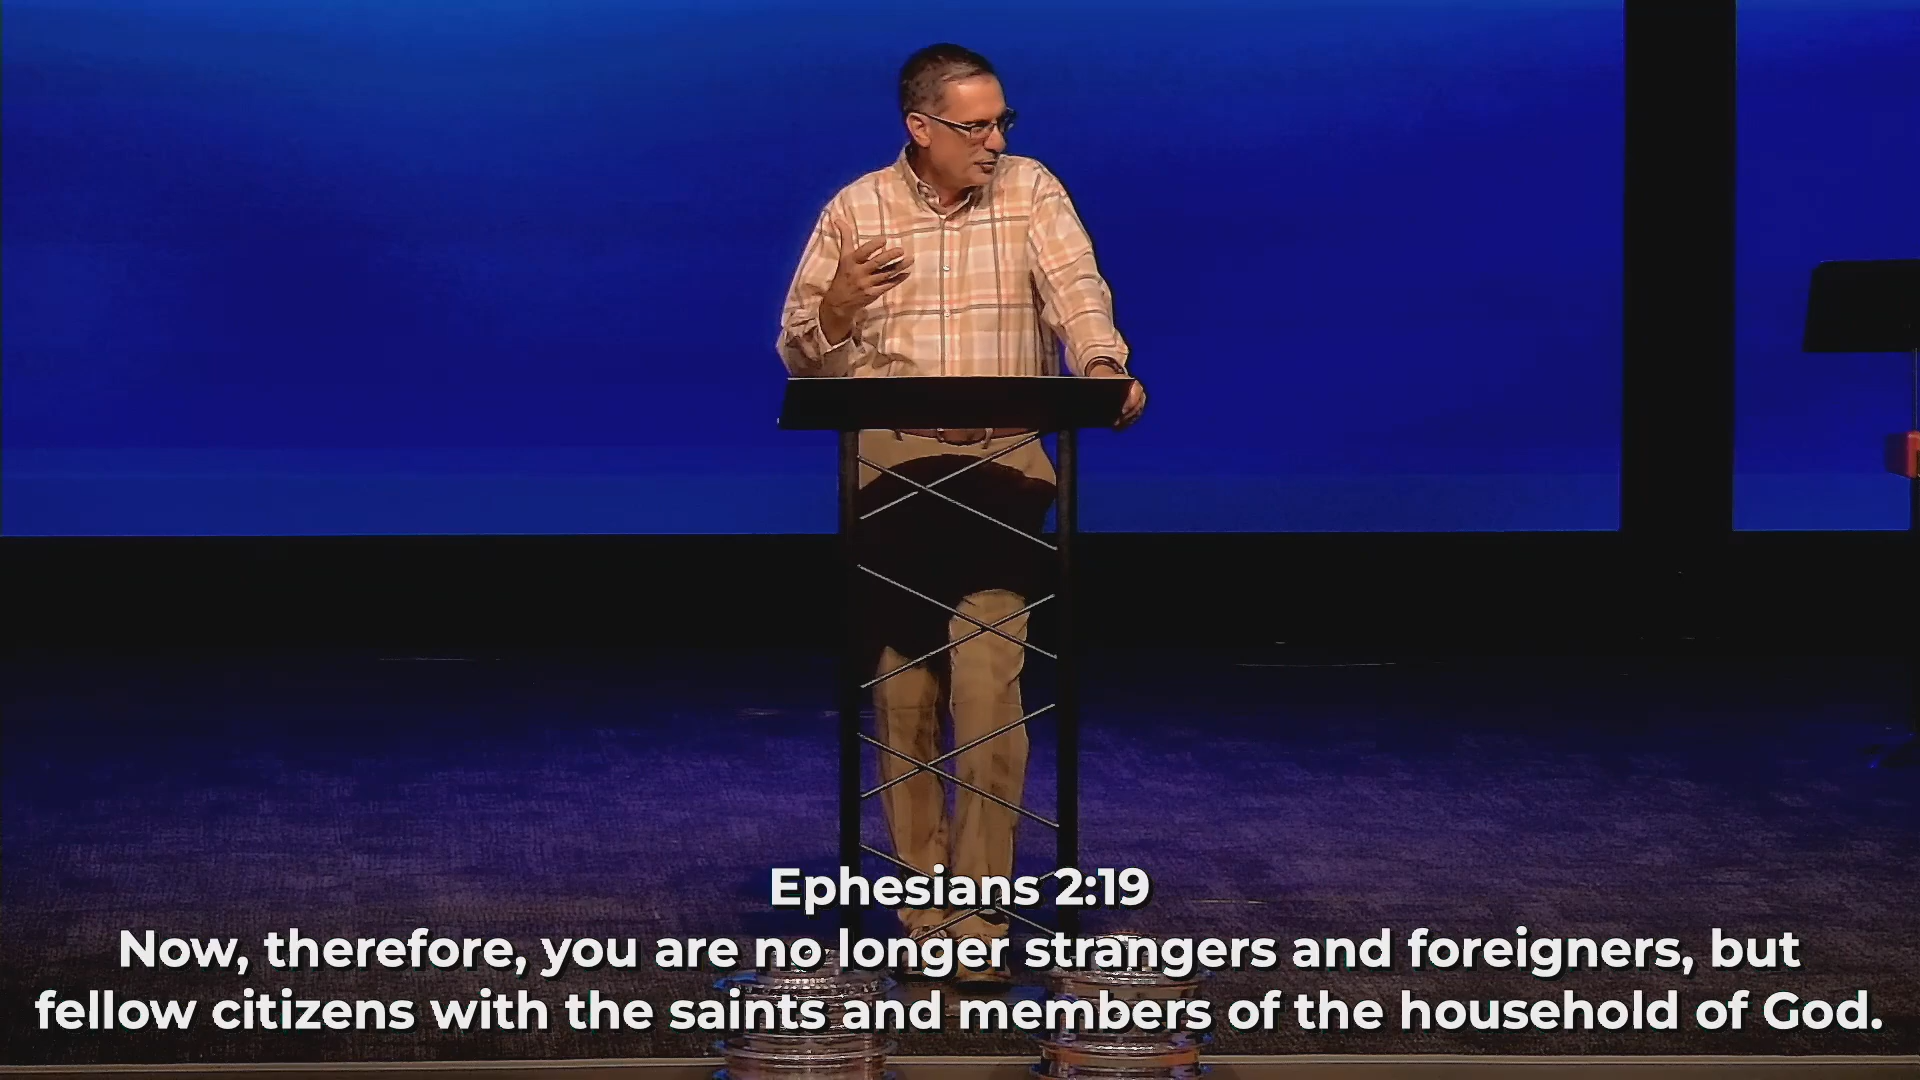 Ephesians 2:19
Now, therefore, you are no longer strangers and foreigners, but
fellow citizens with the saints and members of the household of God.